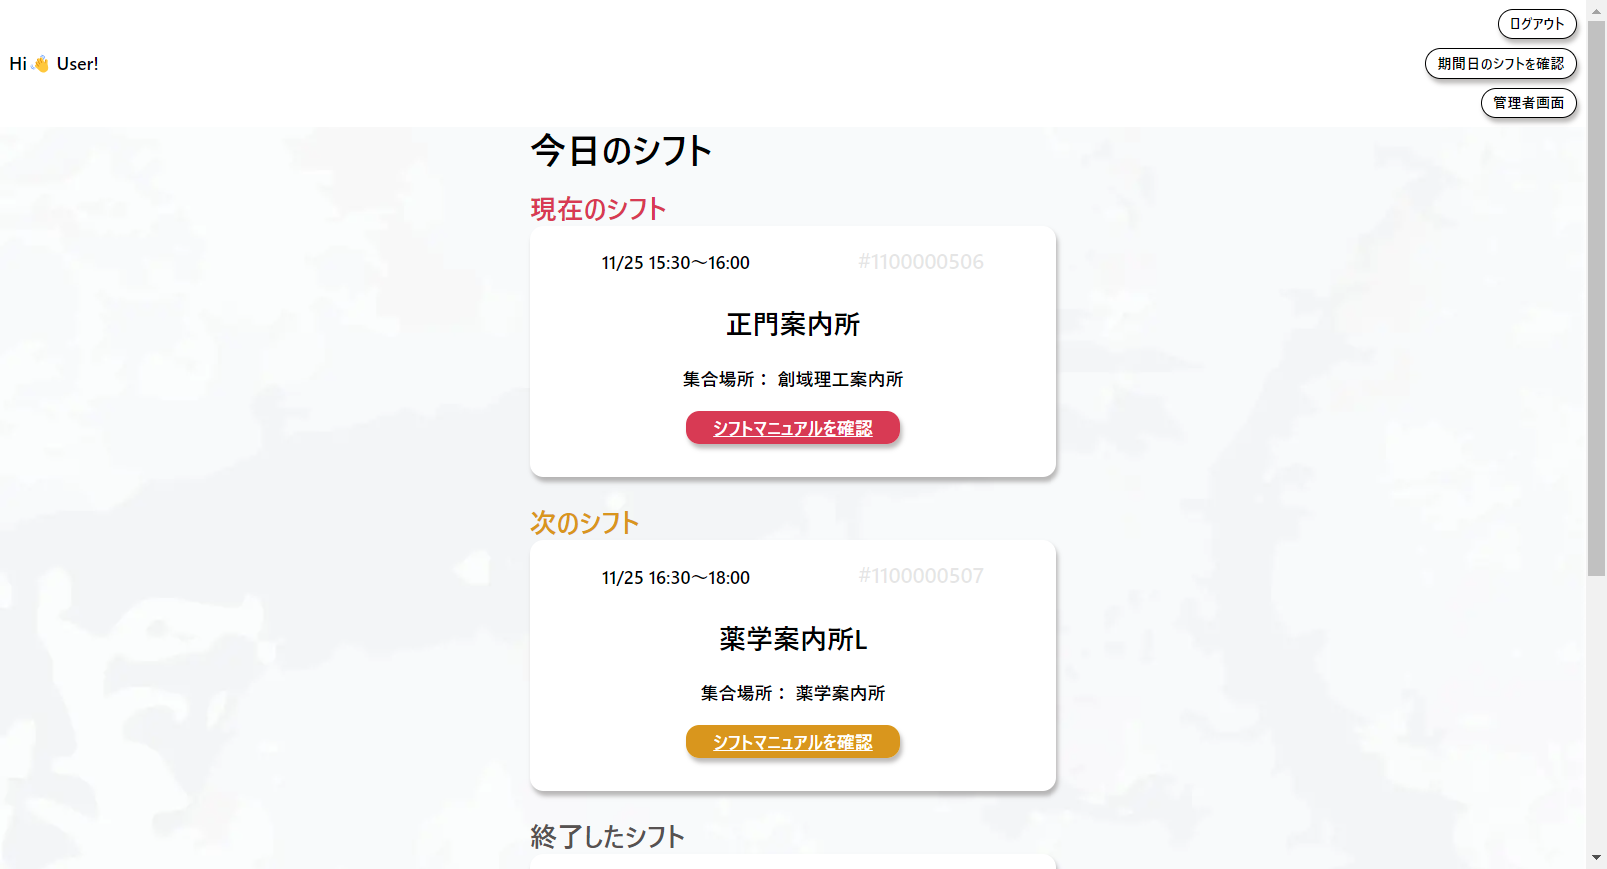 ログアウト
Hi 👋 User!
期間日のシフトを確認
管理者画面
今日のシフト
現在のシフト
11/25 15:30〜16:00
#1100000506
正門案内所
集合場所： 創域理工案内所
シフトマニュアルを確認
次のシフト
11/25 16:30〜18:00
#1100000507
薬学案内所L
集合場所： 薬学案内所
シフトマニュアルを確認
終了したシフト